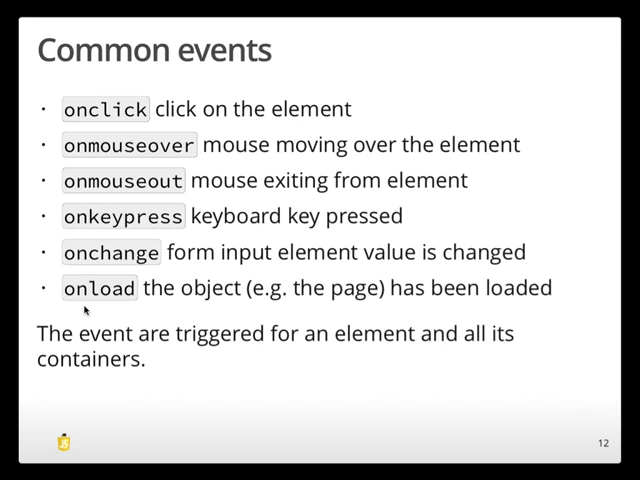 Common events
· onclick click on the element
· onmouseover mouse moving over the element
· onmouseout mouse exiting from element
· onkeypress keyboard key pressed
· onchange form input element value is changed
· onload the object (e.g. the page) has been loaded
The event are triggered for an element and all its
containers.
JS
12